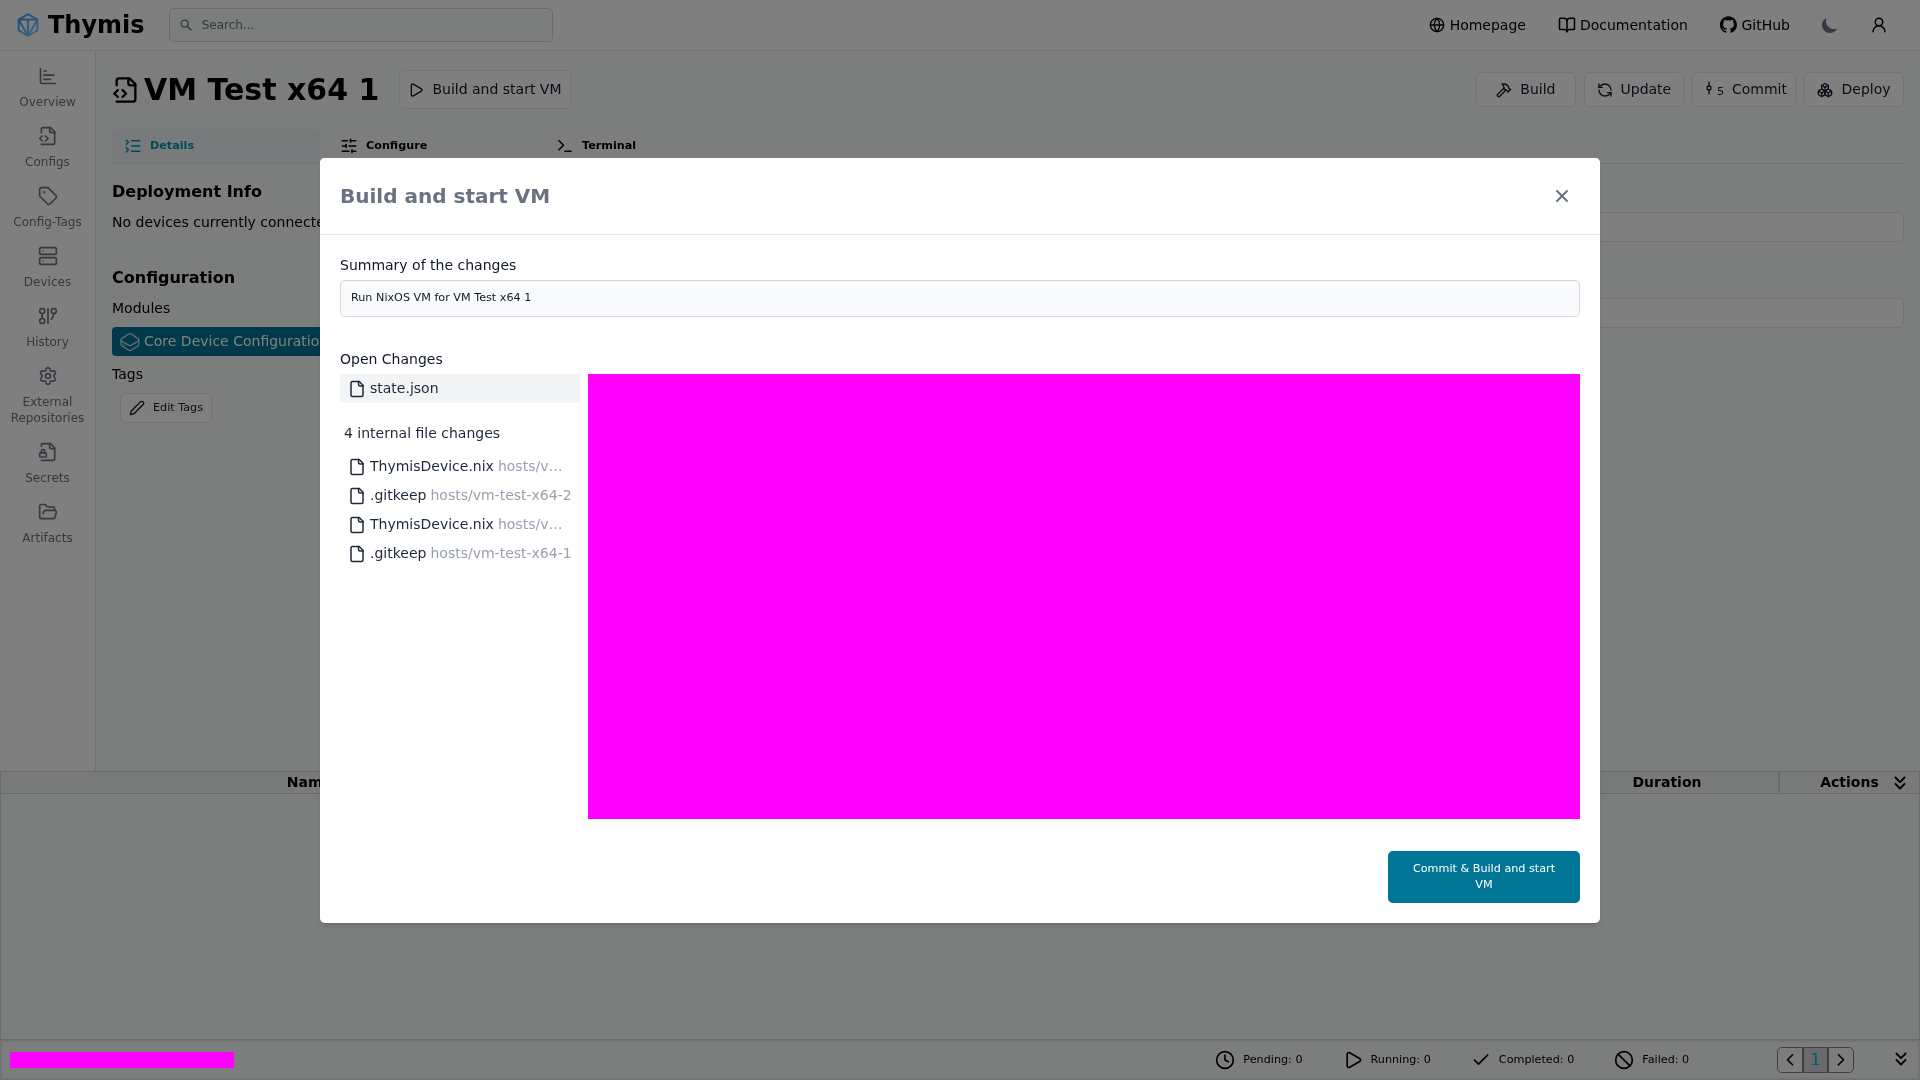 Thymis
Search...
Homepage
Documentation
GitHub
Overview
Configs
Config-Tags
Devices
History
External
Repositories
Secrets
Artifacts
VM Test x64 1
Build and start VM
Build
Update
5 Commit
Deploy
Details
Configure
Terminal
Deployment Info
No devices currently connecte
Configuration
Modules
Core Device Configuratio
Tags
Edit Tags
Build and start VM
Summary of the changes
Run NixOS VM for VM Test x64 1
Open Changes
state.json
4 internal file changes
ThymisDevice.nix hosts/v...
.gitkeep hosts/vm-test-x64-2
ThymisDevice.nix hosts/v...
.gitkeep hosts/vm-test-x64-1
Commit & Build and start
VM
Nam
Duration
Actions
Pending: 0
Running: 0
Completed: 0
Failed: 0
1